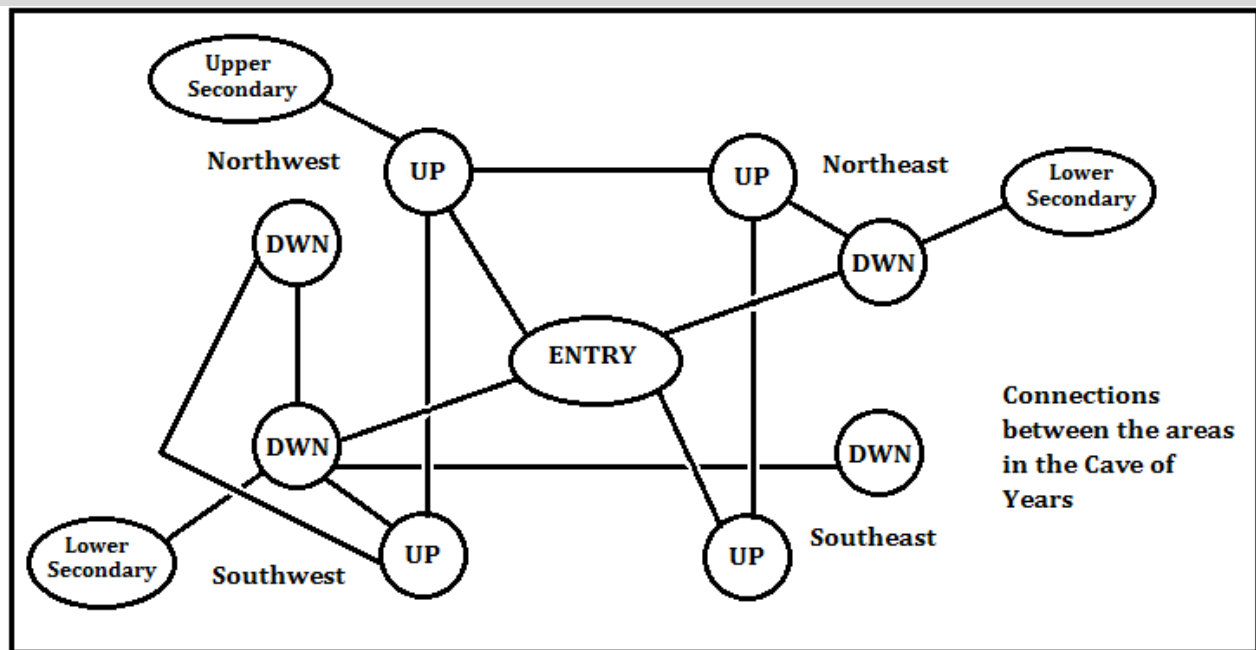 Upper
Secondary
Northwest
UP
UP
Northeast
Lower
Secondary
DWN
DWN
ENTRY
Connections
between the areas
in the Cave of
Years
DWN
DWN
Lower
Secondary
Southwest
UP
UP
Southeast